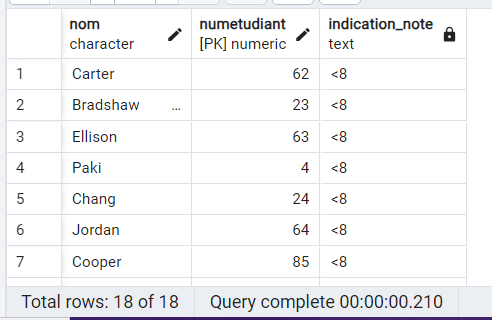 nom numetudiant indication_note
character [PK] numeric text
1 Carter 62 <8
2 Bradshaw … 23 <8
3 Ellison 63 <8
4 Paki 4 <8
5 Chang 24 <8
6 Jordan 64 <8
7 Cooper 85 <8
Total rows: 18 of 18 Query complete 00:00:00.210